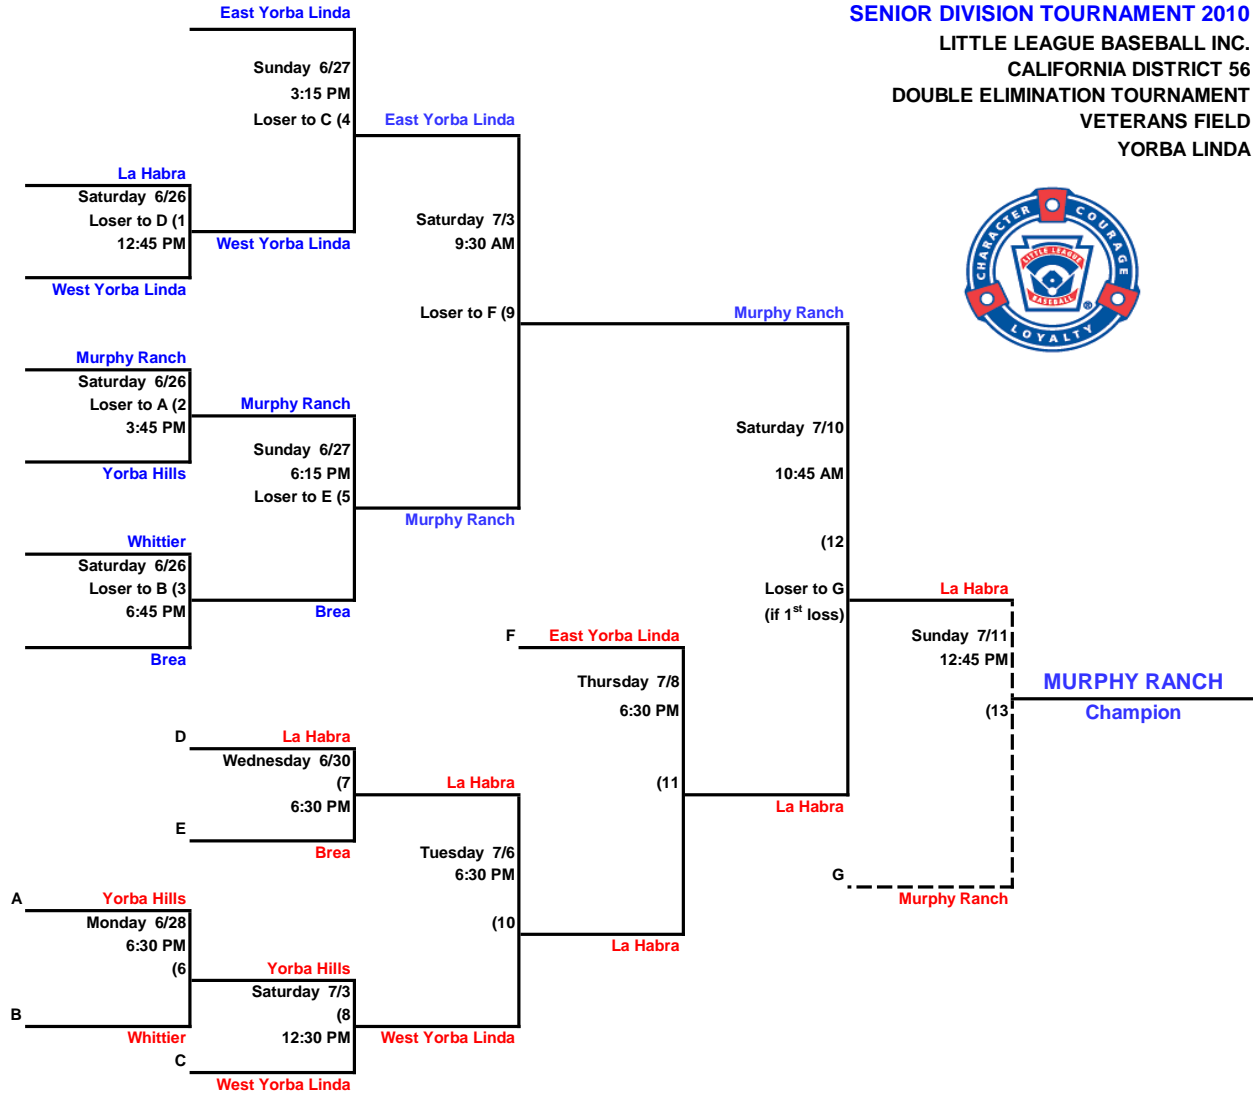 East Yorba Linda
SENIOR DIVISION TOURNAMENT 2010
LITTLE LEAGUE BASEBALL INC.
CALIFORNIA DISTRICT 56
DOUBLE ELIMINATION TOURNAMENT
VETERANS FIELD
YORBA LINDA
CHARACTER COURAGE LOYALTY
LITTLE LEAGUE
BASEBALL
®
Sunday 6/27
3:15 PM
Loser to C (4
East Yorba Linda
La Habra
Saturday 6/26
Loser to D (1
12:45 PM
West Yorba Linda
West Yorba Linda
Saturday 7/3
9:30 AM
Loser to F (9
Murphy Ranch
Murphy Ranch
Saturday 6/26
Loser to A (2
3:45 PM
Yorba Hills
Murphy Ranch
Sunday 6/27
6:15 PM
Loser to E (5
Murphy Ranch
Whittier
Saturday 6/26
Loser to B (3
6:45 PM
Brea
Brea
Saturday 7/10
10:45 AM
(12
Loser to G
(if 1st loss)
La Habra
Sunday 7/11
12:45 PM
(13
MURPHY RANCH
Champion
F East Yorba Linda
Thursday 7/8
6:30 PM
(11
La Habra
D La Habra
Wednesday 6/30
(7
6:30 PM
E
Brea
La Habra
Tuesday 7/6
6:30 PM
(10
La Habra
G
Murphy Ranch
A Yorba Hills
Monday 6/28
6:30 PM
(6
B
Whittier
Yorba Hills
Saturday 7/3
(8
12:30 PM
West Yorba Linda
C
West Yorba Linda